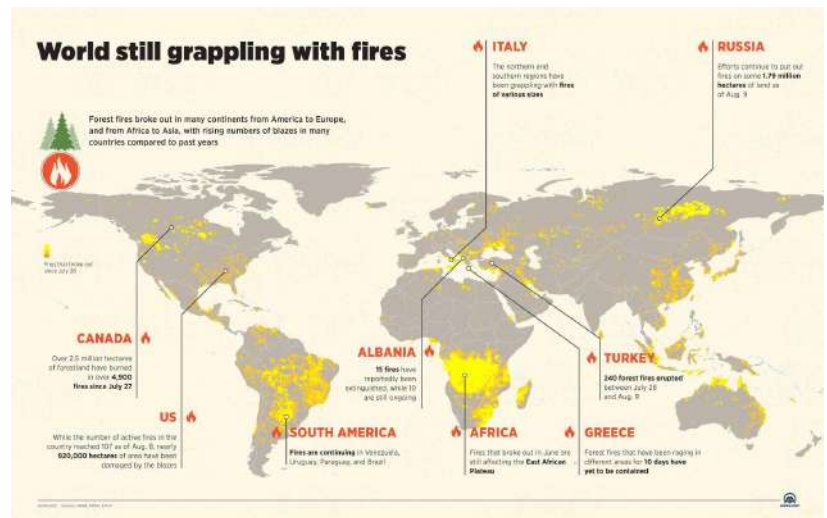 World still grappling with fires
Forest fires broke out in many continents from America to Europe,
and from Africa to Asia, with rising numbers of blazes in many
countries compared to past years
ITALY
The northern and
southern regions have
been grappling with fires
of various sizes
RUSSIA
Efforts continue to put out
fires on some 1.79 million
hectares of land as
of Aug. 9
Fires that broke out
since July 20
CANADA
Over 2.5 million hectares
of forestland have burned
in over 4,900
fires since July 27
US
While the number of active fires in the
country reached 107 as of Aug. 8, nearly
920,000 hectares of area have been
damaged by the blazes
SOUTH AMERICA
Fires are continuing in Venezuela,
Uruguay, Paraguay, and Brazil
ALBANIA
15 fires have
reportedly been
extinguished, while 10
are still ongoing
AFRICA
Fires that broke out in June are
still affecting the East African
Plateau
TURKEY
240 forest fires erupted
between July 28
and Aug. 9
GREECE
Forest fires that have been raging in
different areas for 10 days have
yet to be contained